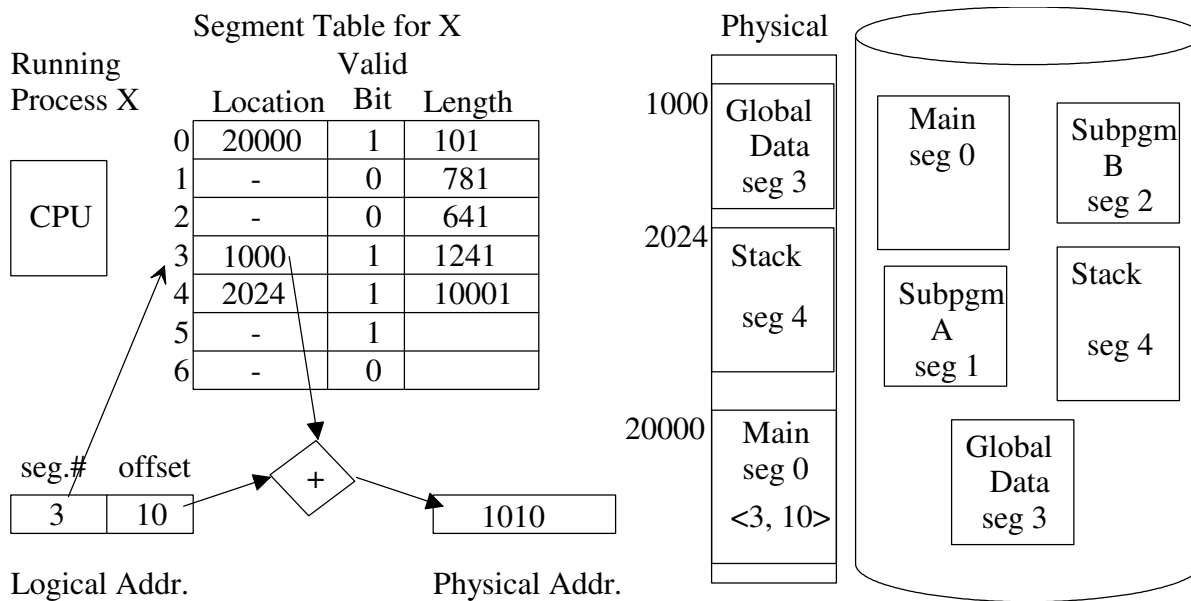 Segment Table for X
Running
Process X
Valid
Bit
Location
Length
0 20000 1 101
1 - 0 781
2 - 0 641
3 1000 1 1241
4 2024 1 10001
5 - 1
6 - 0
CPU
seg.# offset
3 10
+
1010
Logical Addr.
Physical Addr.
Physical
1000
Global
Data
seg 3
2024
Stack
seg 4
20000
Main
seg 0
<3, 10>
Main
seg 0
Subpgm
B
seg 2
Subpgm
A
seg 1
Stack
seg 4
Global
Data
seg 3